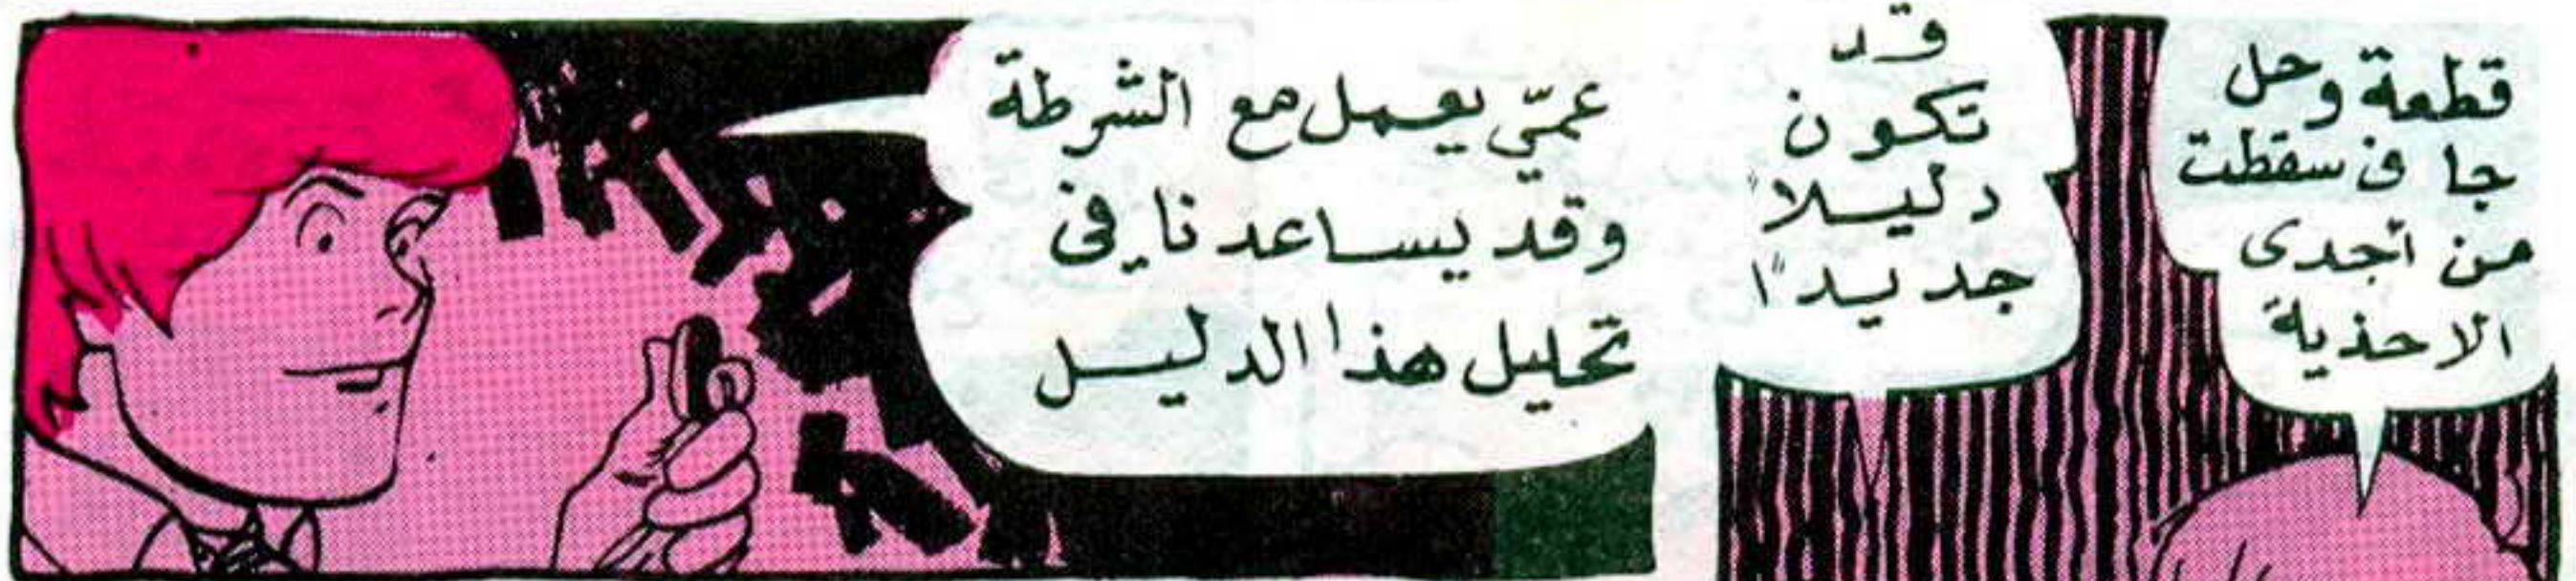 قطعة وحل
جاف سقطت
من احدى
الاحذية
قد
تكون
دليلاً
جديداً
عمّي يعمل مع الشرطة
وقد يساعدنا في
تحليل هذا الدليل